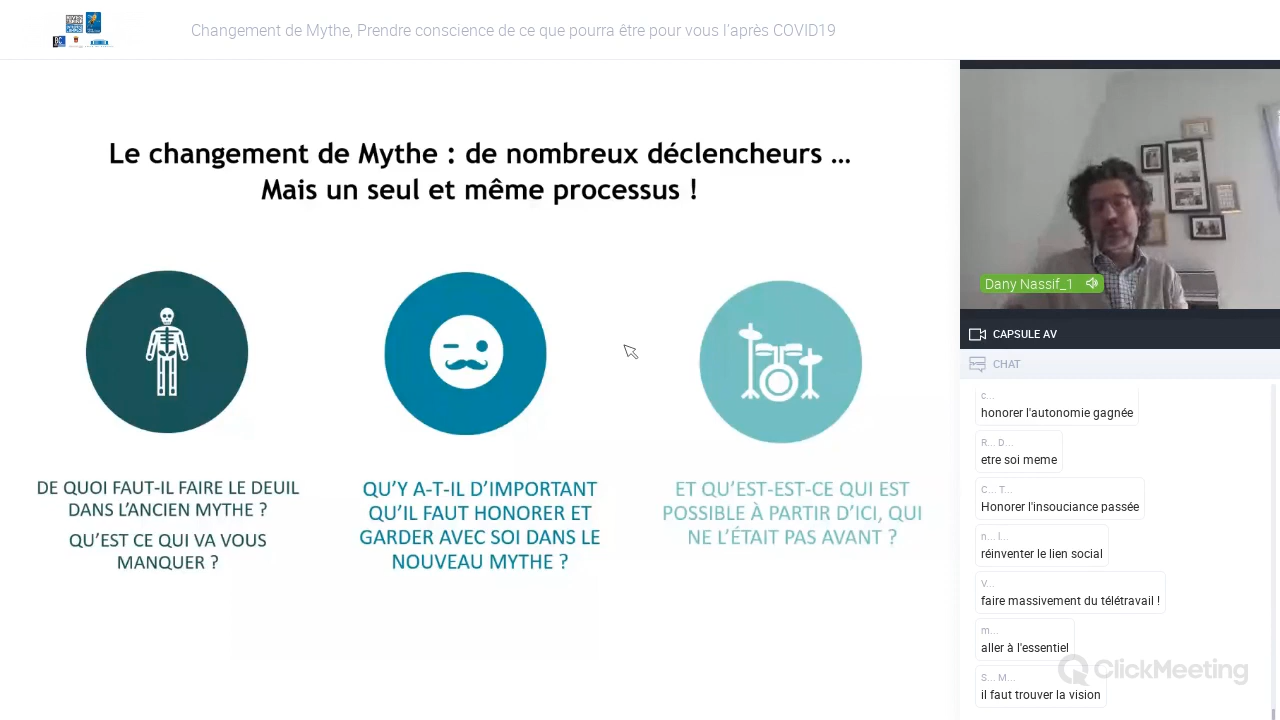 Changement de Mythe, Prendre conscience de ce que pourra être pour vous l'après COVID19
Le changement de Mythe : de nombreux déclencheurs ...
Mais un seul et même processus !
DE QUOI FAUT-IL FAIRE LE DEUIL
DANS L'ANCIEN MYTHE ?
QU'EST CE QUI VA VOUS
MANQUER ?
QU'Y A-T-IL D'IMPORTANT
QU'IL FAUT HONORER ET
GARDER AVEC SOI DANS LE
NOUVEAU MYTHE ?
ET QU'EST-EST-CE QUI EST
POSSIBLE À PARTIR D'ICI, QUI
NE L'ÉTAIT PAS AVANT ?
Dany Nassif_1
CAPSULE AV
CHAT
c...
honorer l'autonomie gagnée
R... D...
etre soi meme
C... T...
Honorer l'insouciance passée
n... l...
réinventer le lien social
V...
faire massivement du télétravail !
m...
aller à l'essentiel
S... M...
il faut trouver la vision
ClickMeeting